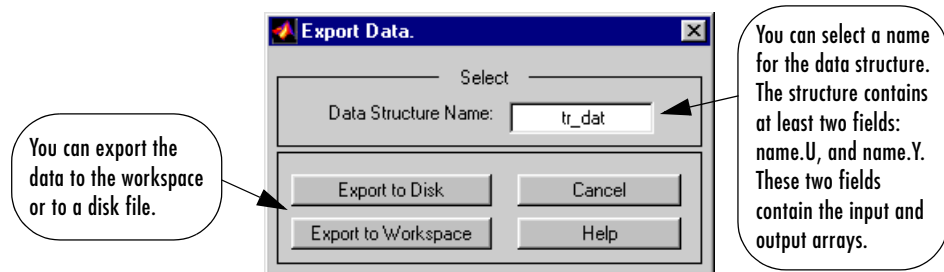 Export Data.
Select
Data Structure Name:
tr_dat
Export to Disk
Cancel
Export to Workspace
Help
You can export the
data to the workspace
or to a disk file.
You can select a name
for the data structure.
The structure contains
at least two fields:
name.U, and name.Y.
These two fields
contain the input and
output arrays.